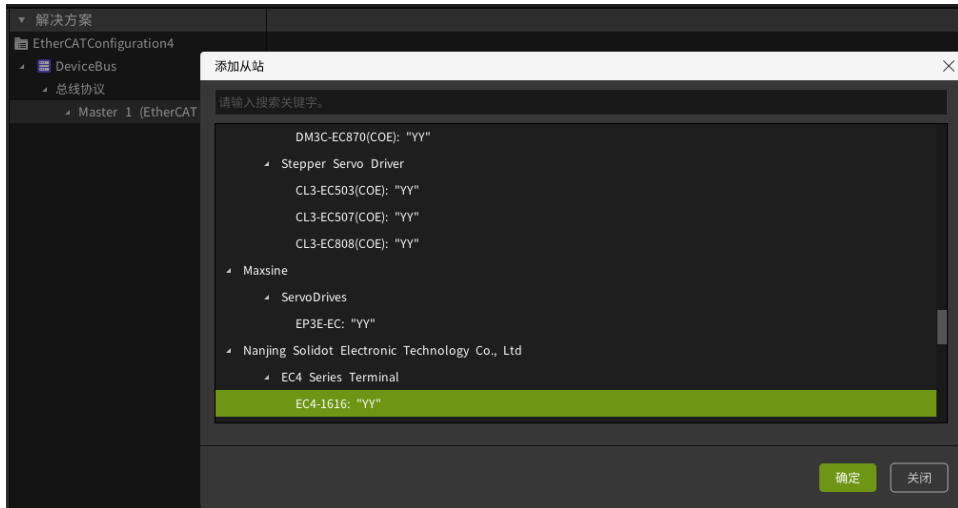 解决方案
EtherCATConfiguration4
DeviceBus
总线协议
Master 1 (EtherCAT
添加从站
请输入搜索关键字。
DM3C-EC870(COE): "YY"
Stepper Servo Driver
CL3-EC503(COE): "YY"
CL3-EC507(COE): "YY"
CL3-EC808(COE): "YY"
Maxsine
ServoDrives
EP3E-EC: "YY"
Nanjing Solidot Electronic Technology Co., Ltd
EC4 Series Terminal
EC4-1616: "YY"
确定
关闭